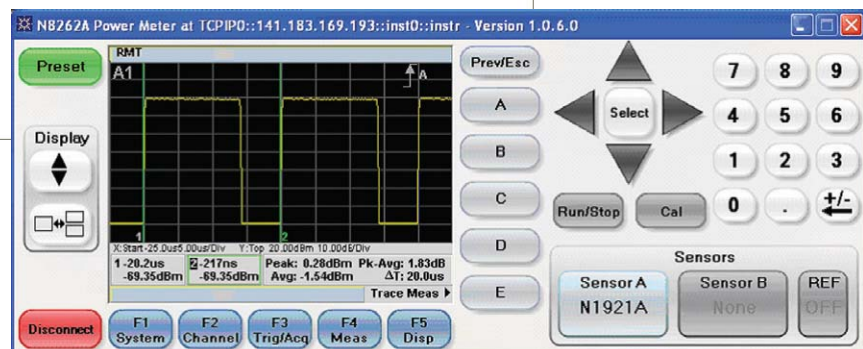 N8262A Power Meter at TCPIP0::141.183.169.193::inst0::instr - Version 1.0.6.0
Preset
Display
Disconnect
RMT
A1
A
1
2
X:Start-25.0us5.00us/Div Y:Top 20.00dBm 10.00dB/Div
1 -20.2us
-69.35dBm
2 -217ns
-69.35dBm
Peak: 0.28dBm Pk-Avg: 1.83dB
Avg: -1.54dBm ΔT: 20.0us
Trace Meas
F1
System
F2
Channel
F3
Trig/Acq
F4
Meas
F5
Disp
Prev/Esc
A
B
C
D
E
Select
Run/Stop
Cal
7 8 9
4 5 6
1 2 3
0 . +/-
Sensors
Sensor A
N1921A
Sensor B
None
REF
OFF